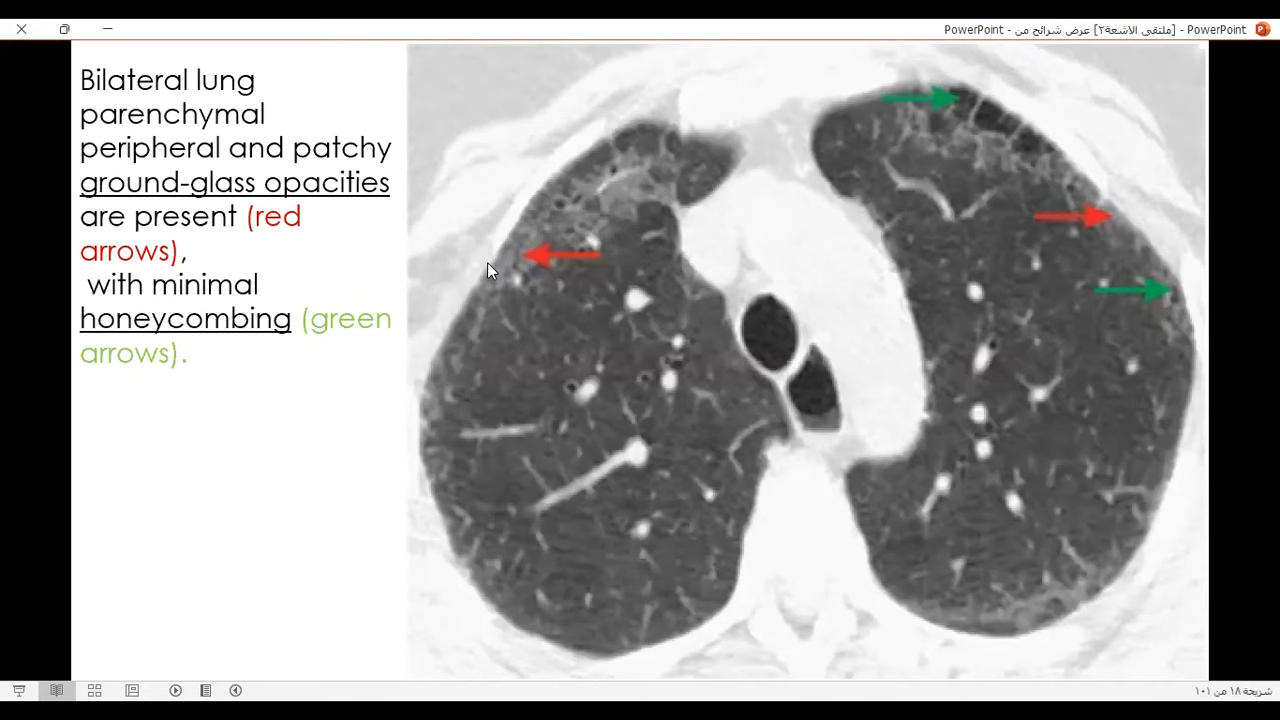 PowerPoint - [ملتقى الاشعة٢] عرض شرائح من - PowerPoint
Bilateral lung
parenchymal
peripheral and patchy
ground-glass opacities
are present (red
arrows),
with minimal
honeycombing (green
arrows).
شريحة ١٨ من ١٠١